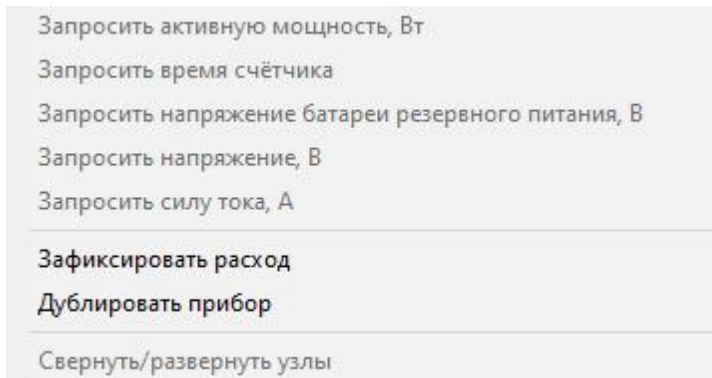 Запросить активную мощность, Вт
Запросить время счётчика
Запросить напряжение батареи резервного питания, В
Запросить напряжение, В
Запросить силу тока, А
Зафиксировать расход
Дублировать прибор
Свернуть/развернуть узлы